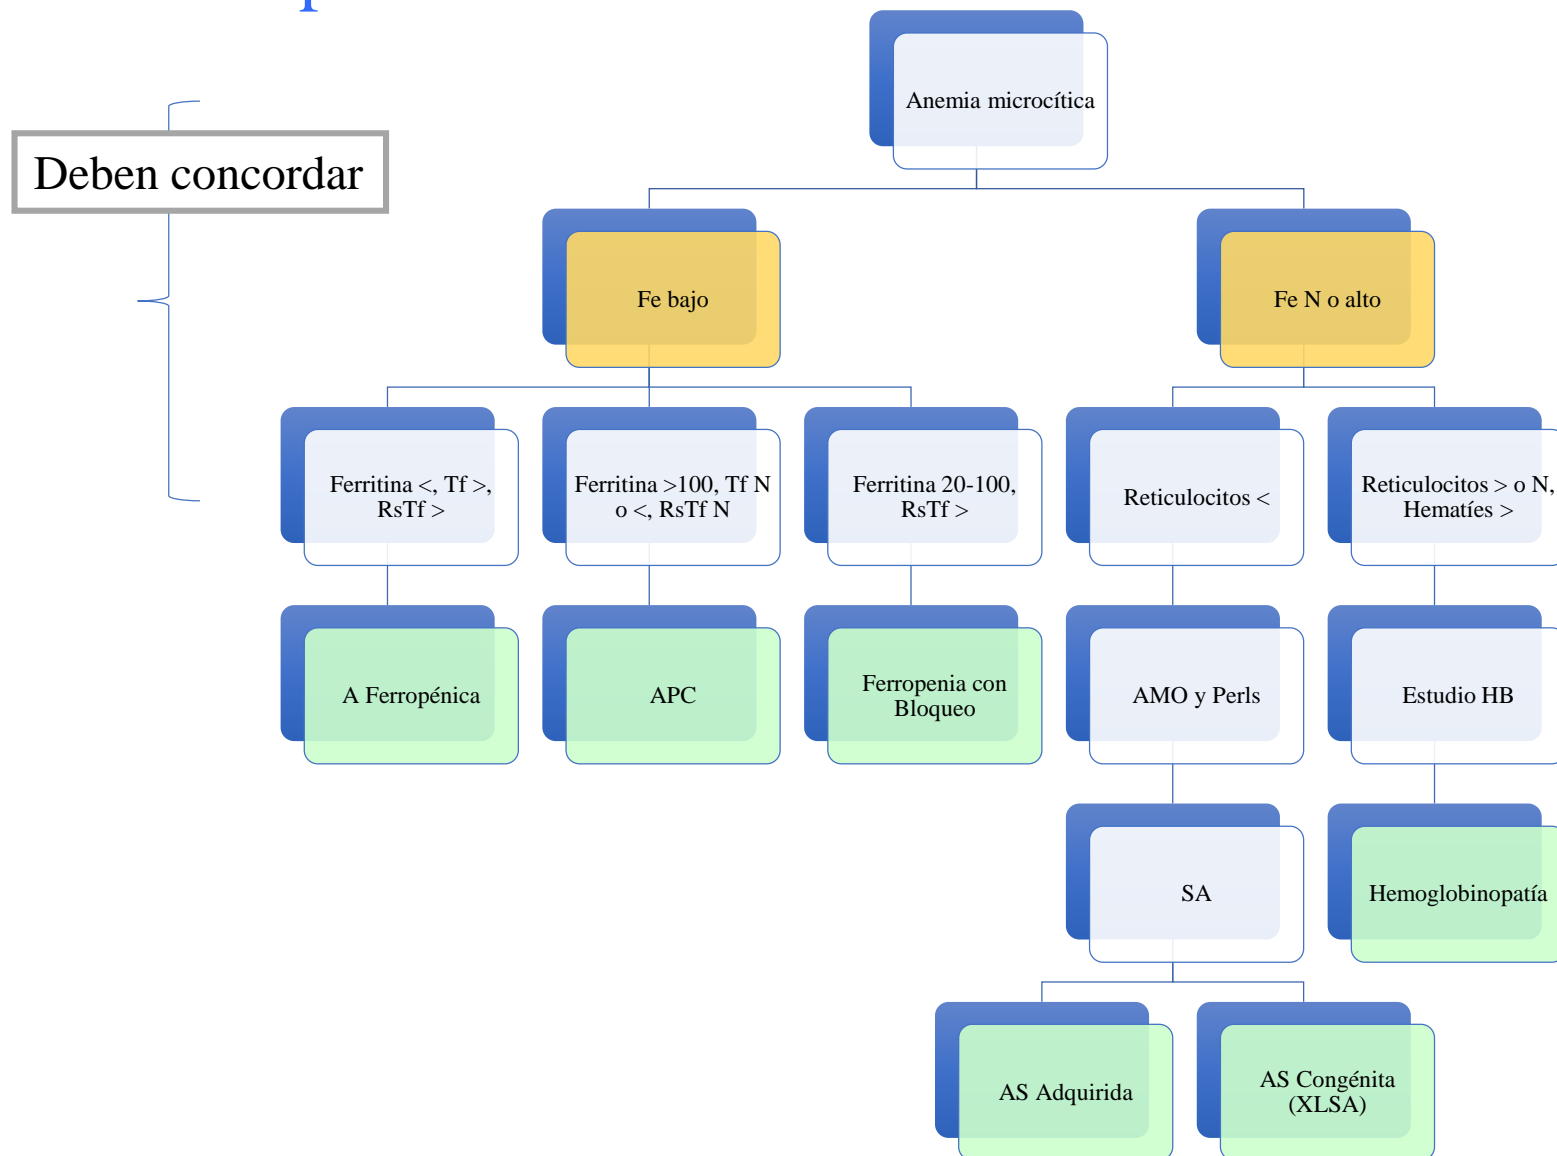 Deben concordar
Anemia microcítica
Fe bajo
Fe N o alto
Ferritina <, Tf >,
RsTf >
Ferritina >100, Tf N
o <, RsTf N
Ferritina 20-100,
RsTf >
Reticulocitos <
Reticulocitos > o N,
Hematíes >
A Ferropénica
APC
Ferropenia con
Bloqueo
AMO y Perls
Estudio HB
SA
Hemoglobinopatía
AS Adquirida
AS Congénita
(XLSA)